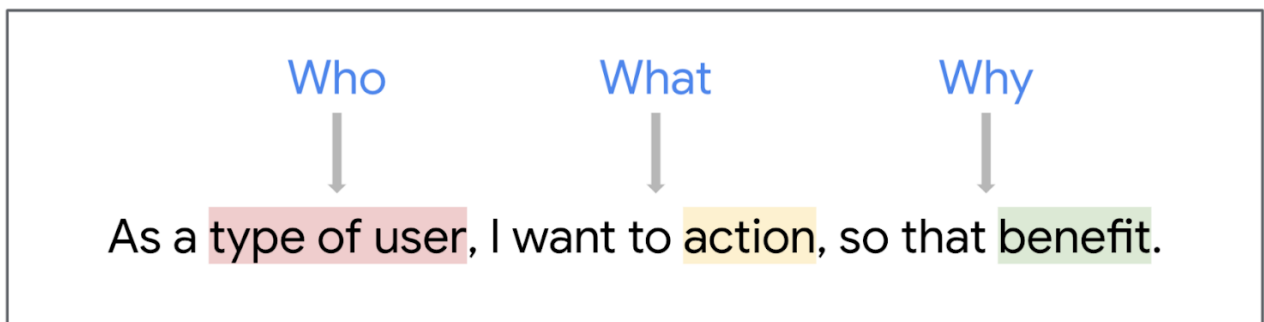 Who What Why
As a type of user, I want to action, so that benefit.